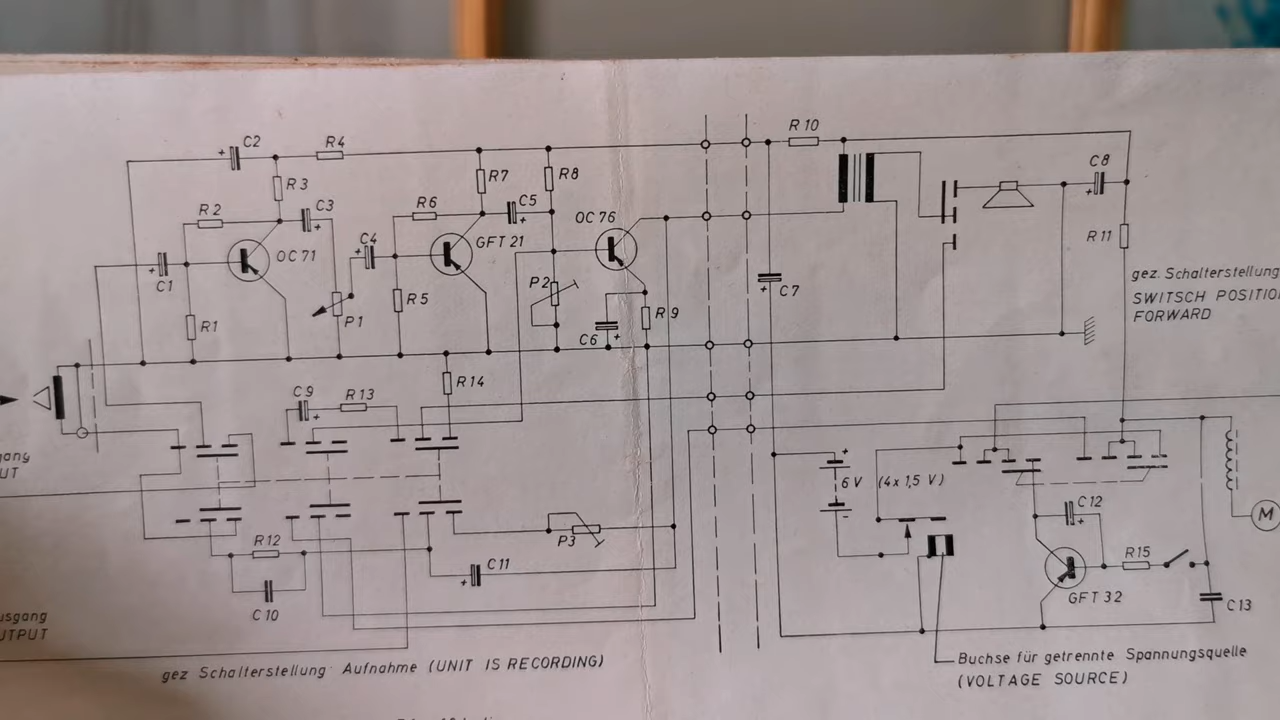 C2
R4
R10
C8
R3
R7
R8
R2
C3
R6
C5
OC 76
C4
OC 71
GFT 21
R11
C1
P2
C7
gez. Schalterstellung
SWITSCH POSITIO
FORWARD
R5
P1
R1
C6
R9
R14
C9
R13
gang
UT
+
6 V
(4x 1,5 V)
-
C12
P3
R12
M
R15
C11
GFT 32
C13
C10
usgang
UTPUT
gez Schalterstellung Aufnahme (UNIT IS RECORDING)
Buchse für getrennte Spannungsquelle
(VOLTAGE SOURCE)